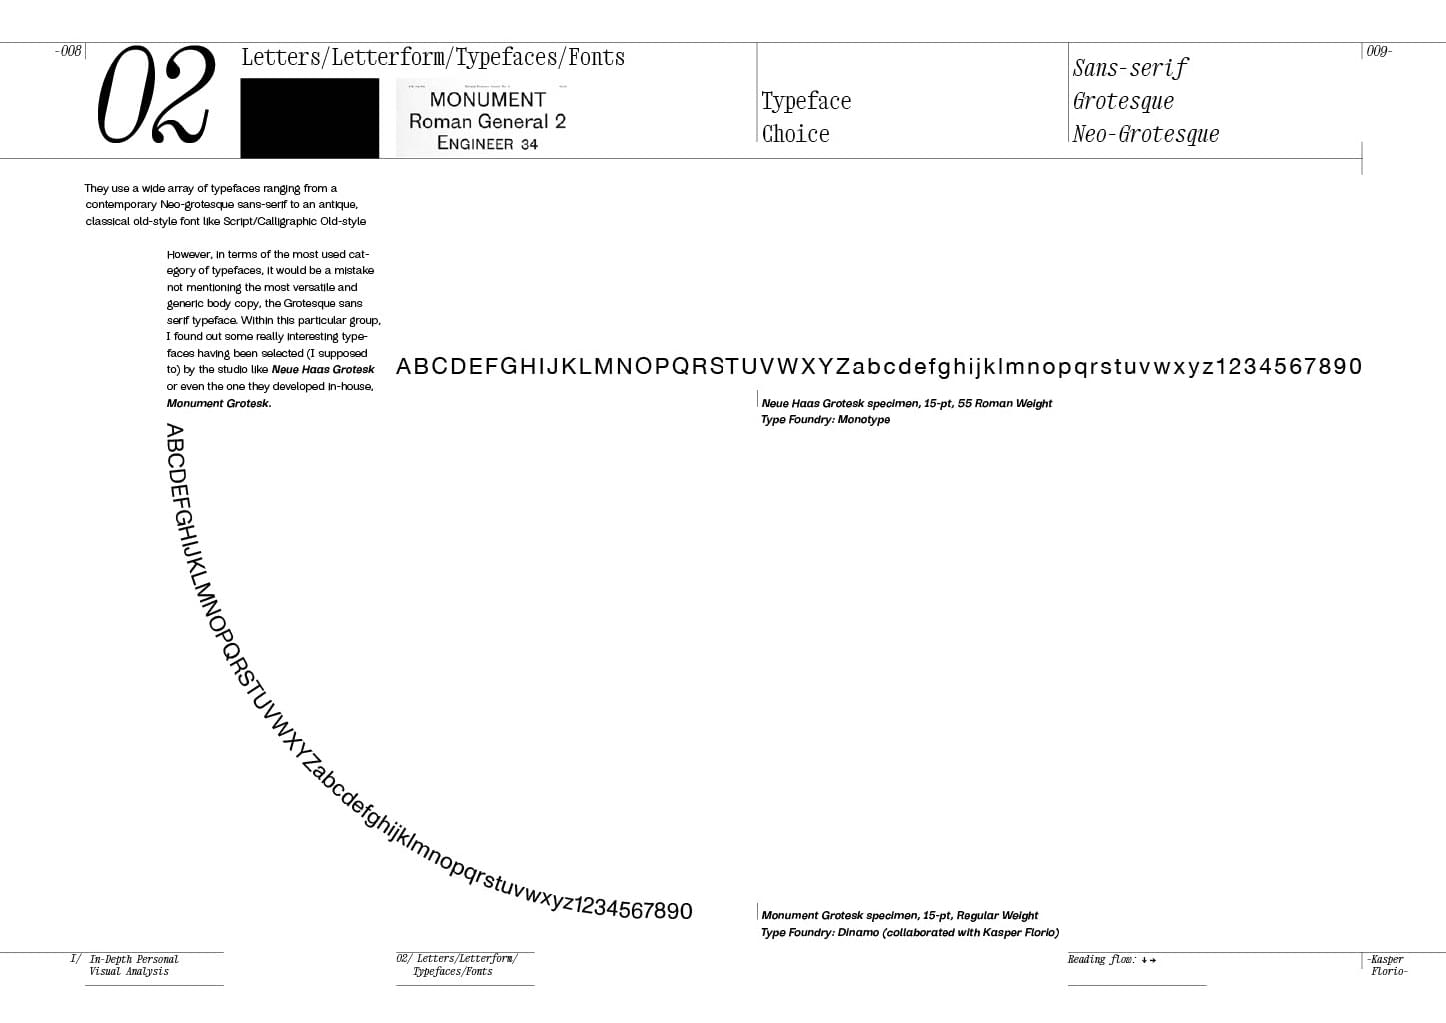 -008
02
Letters/Letterform/Typefaces/Fonts
MONUMENT
Roman General 2
ENGINEER 34
Typeface
Choice
Sans-serif
Grotesque
Neo-Grotesque
009-
They use a wide array of typefaces ranging from a
contemporary Neo-grotesque sans-serif to an antique,
classical old-style font like Script/Calligraphic Old-style
However, in terms of the most used cat-
egory of typefaces, it would be a mistake
not mentioning the most versatile and
generic body copy, the Grotesque sans
serif typeface. Within this particular group,
I found out some really interesting type-
faces having been selected (I supposed
to) by the studio like Neue Haas Grotesk
or even the one they developed in-house,
Monument Grotesk.
ABCDEFGHIJKLMNOPQRSTUVWXYZabcdefghijklmnopqrstuvwxyz1234567890
Neue Haas Grotesk specimen, 15-pt, 55 Roman Weight
Type Foundry: Monotype
ABCDEFGHIJKLMNOPQRSTUVWXYZabcdefghijklmnopqrstuvwxyz1234567890
Monument Grotesk specimen, 15-pt, Regular Weight
Type Foundry: Dinamo (collaborated with Kasper Florio)
I/ In-Depth Personal
Visual Analysis
02/ Letters/Letterform/
Typefaces/Fonts
Reading flow: ↓→
-Kasper
Florio-